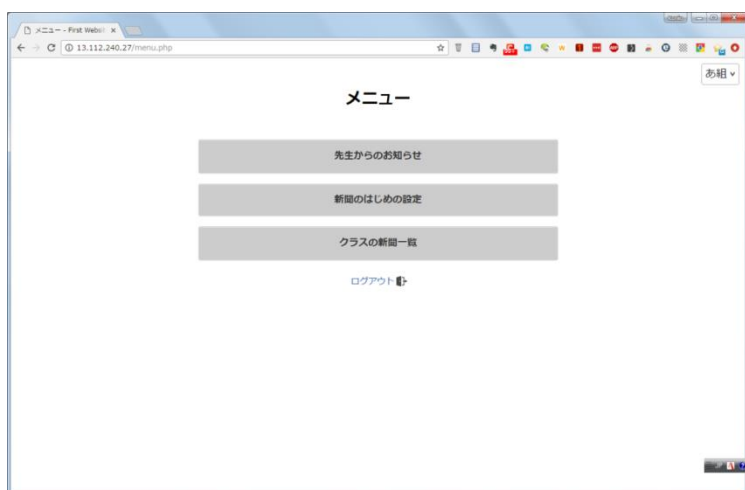 メニュー - First Websit
13.112.240.27/menu.php
あ組
メニュー
先生からのお知らせ
新聞のはじめの設定
クラスの新聞一覧
ログアウト